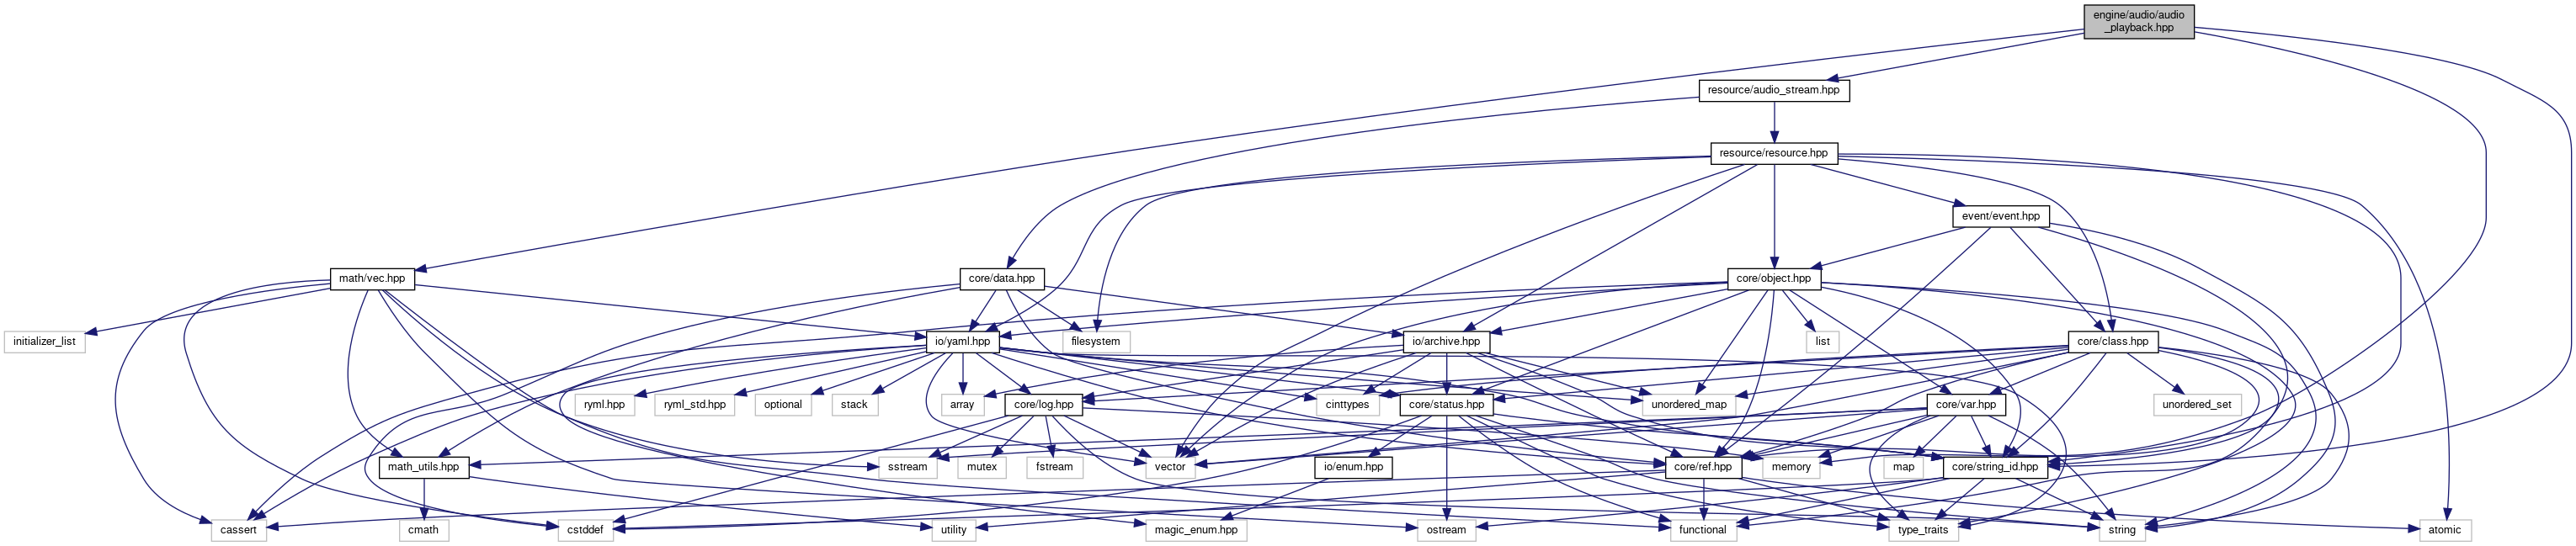 engine/audio/audio
_playback.hpp
resource/audio_stream.hpp
resource/resource.hpp
event/event.hpp
math/vec.hpp
core/data.hpp
core/object.hpp
initializer_list
io/yaml.hpp
filesystem
io/archive.hpp
list
core/class.hpp
ryml.hpp
ryml_std.hpp
optional
stack
array
core/log.hpp
cinttypes
core/status.hpp
unordered_map
core/var.hpp
unordered_set
math_utils.hpp
sstream
mutex
fstream
vector
io/enum.hpp
core/ref.hpp
memory
map
core/string_id.hpp
cassert
cmath
cstddef
utility
magic_enum.hpp
ostream
functional
type_traits
string
atomic